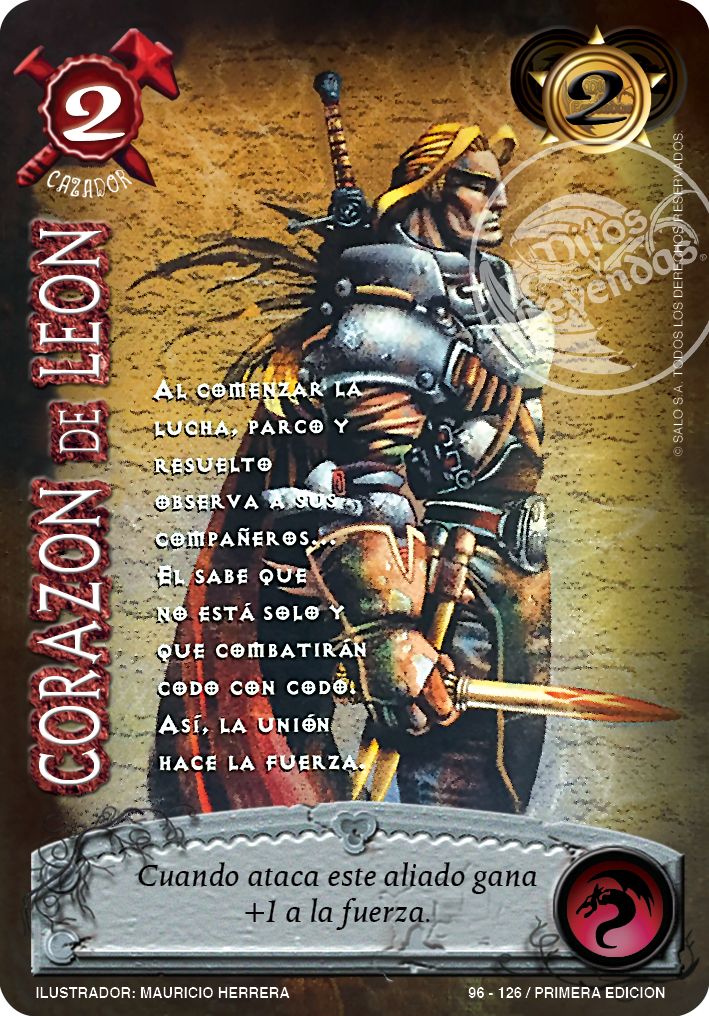 2
CAZADOR
2
Mitos
y
Leyendas
®
© SALO S.A. TODOS LOS DERECHOS RESERVADOS
CORAZON DE LEON
AL COMENZAR LA
LUCHA, PARCO Y
RESUELTO
OBSERVA A SUS
COMPAÑEROS...
EL SABE QUE
NO ESTÁ SOLO Y
QUE COMBATIRÁN
CODO CON CODO.
ASÍ, LA UNIÓN
HACE LA FUERZA.
Cuando ataca este aliado gana
+1 a la fuerza.
ILUSTRADOR: MAURICIO HERRERA
96 - 126 / PRIMERA EDICION